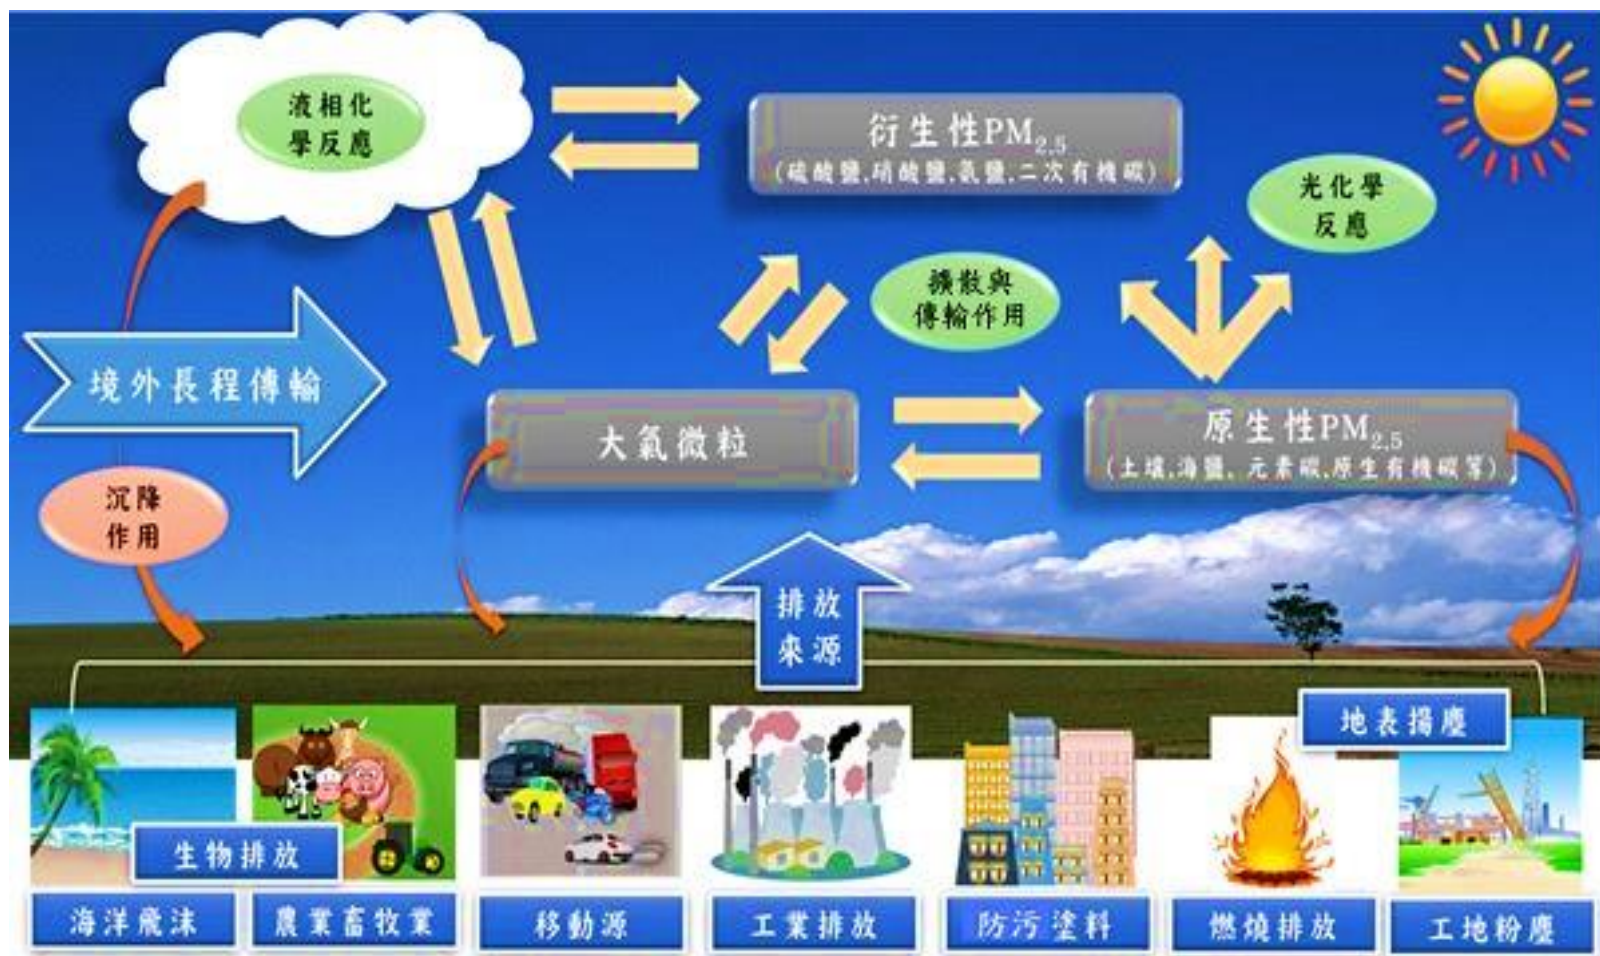 液相化
學反應
衍生性PM2.5
(硫酸鹽,硝酸鹽,氨鹽,二次有機碳)
光化學
反應
擴散與
傳輸作用
境外長程傳輸
大氣微粒
原生性PM2.5
(土壤,海鹽, 元素碳,原生有機碳等)
沉降
作用
排放
來源
地表揚塵
生物排放
海洋飛沫
農業畜牧業
移動源
工業排放
防污塗料
燃燒排放
工地粉塵